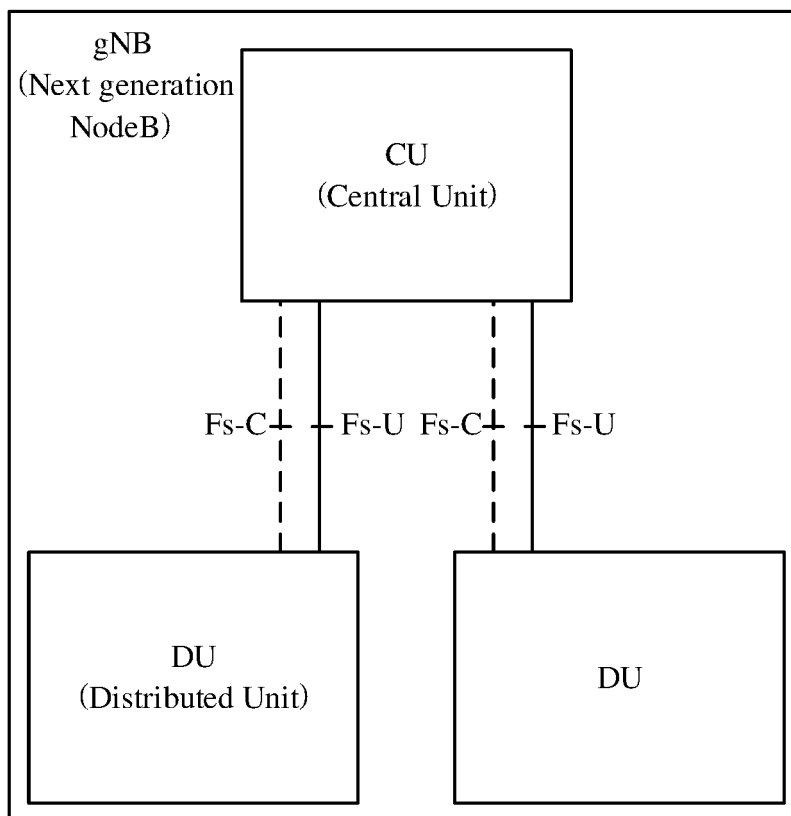 gNB
(Next generation
NodeB)
CU
(Central Unit)
Fs-C
Fs-U
Fs-C
Fs-U
DU
(Distributed Unit)
DU